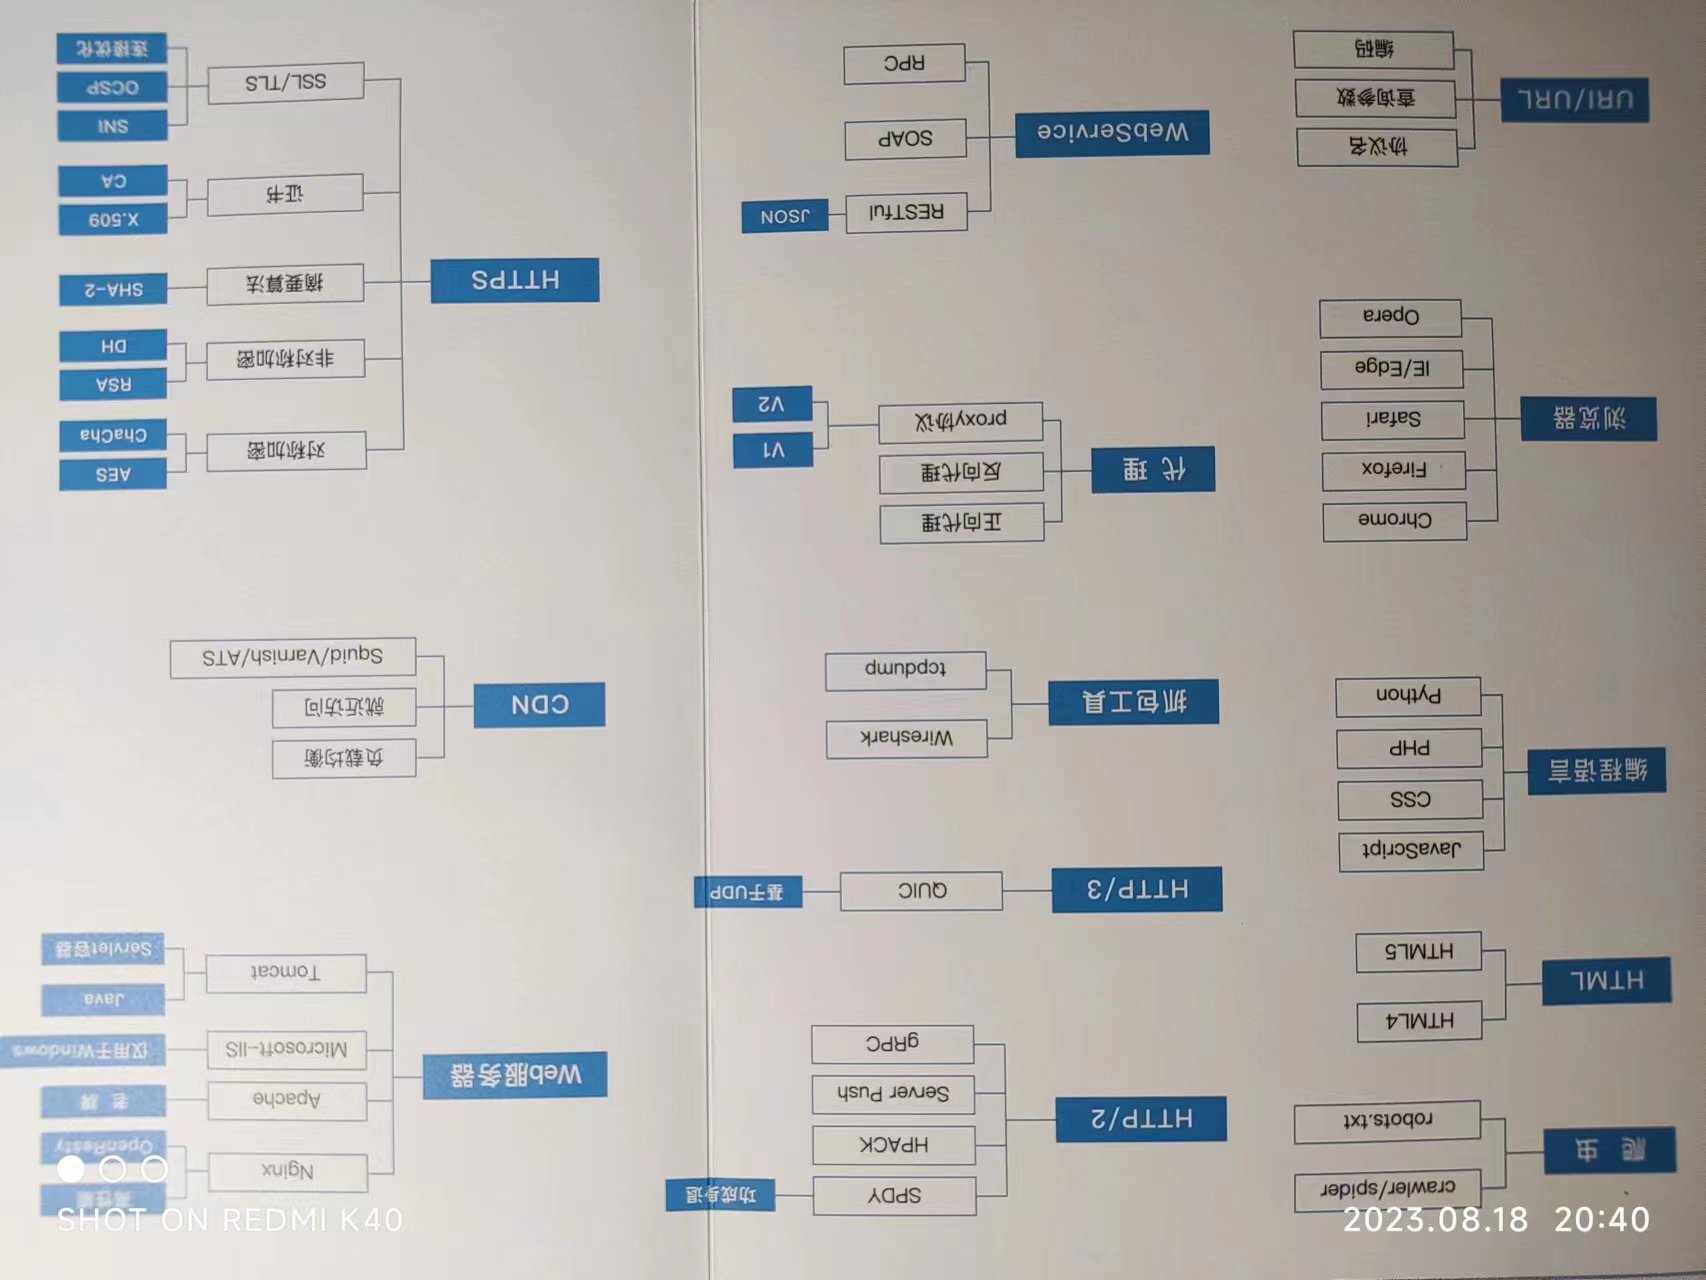 爬 虫
crawler/spider
robots.txt
HTML
HTML4
HTML5
编程语言
JavaScript
CSS
PHP
Python
浏览器
Chrome
Firefox
Safari
IE/Edge
Opera
URI/URL
协议名
查询参数
编码
HTTP/2
SPDY
功成身退
HPACK
Server Push
gRPC
HTTP/3
QUIC
基于UDP
抓包工具
Wireshark
tcpdump
代 理
正向代理
反向代理
proxy协议
V1
V2
WebService
RESTful
JSON
SOAP
RPC
Web服务器
Nginx
高性能
OpenResty
Apache
老 牌
Microsoft-IIS
仅用于Windows
Tomcat
Java
Servlet容器
CDN
负载均衡
就近访问
Squid/Varnish/ATS
HTTPS
对称加密
AES
ChaCha
非对称加密
RSA
DH
摘要算法
SHA-2
证书
X.509
CA
SSL/TLS
SNI
OCSP
连接优化
SHOT ON REDMI K40
2023.08.18 20:40